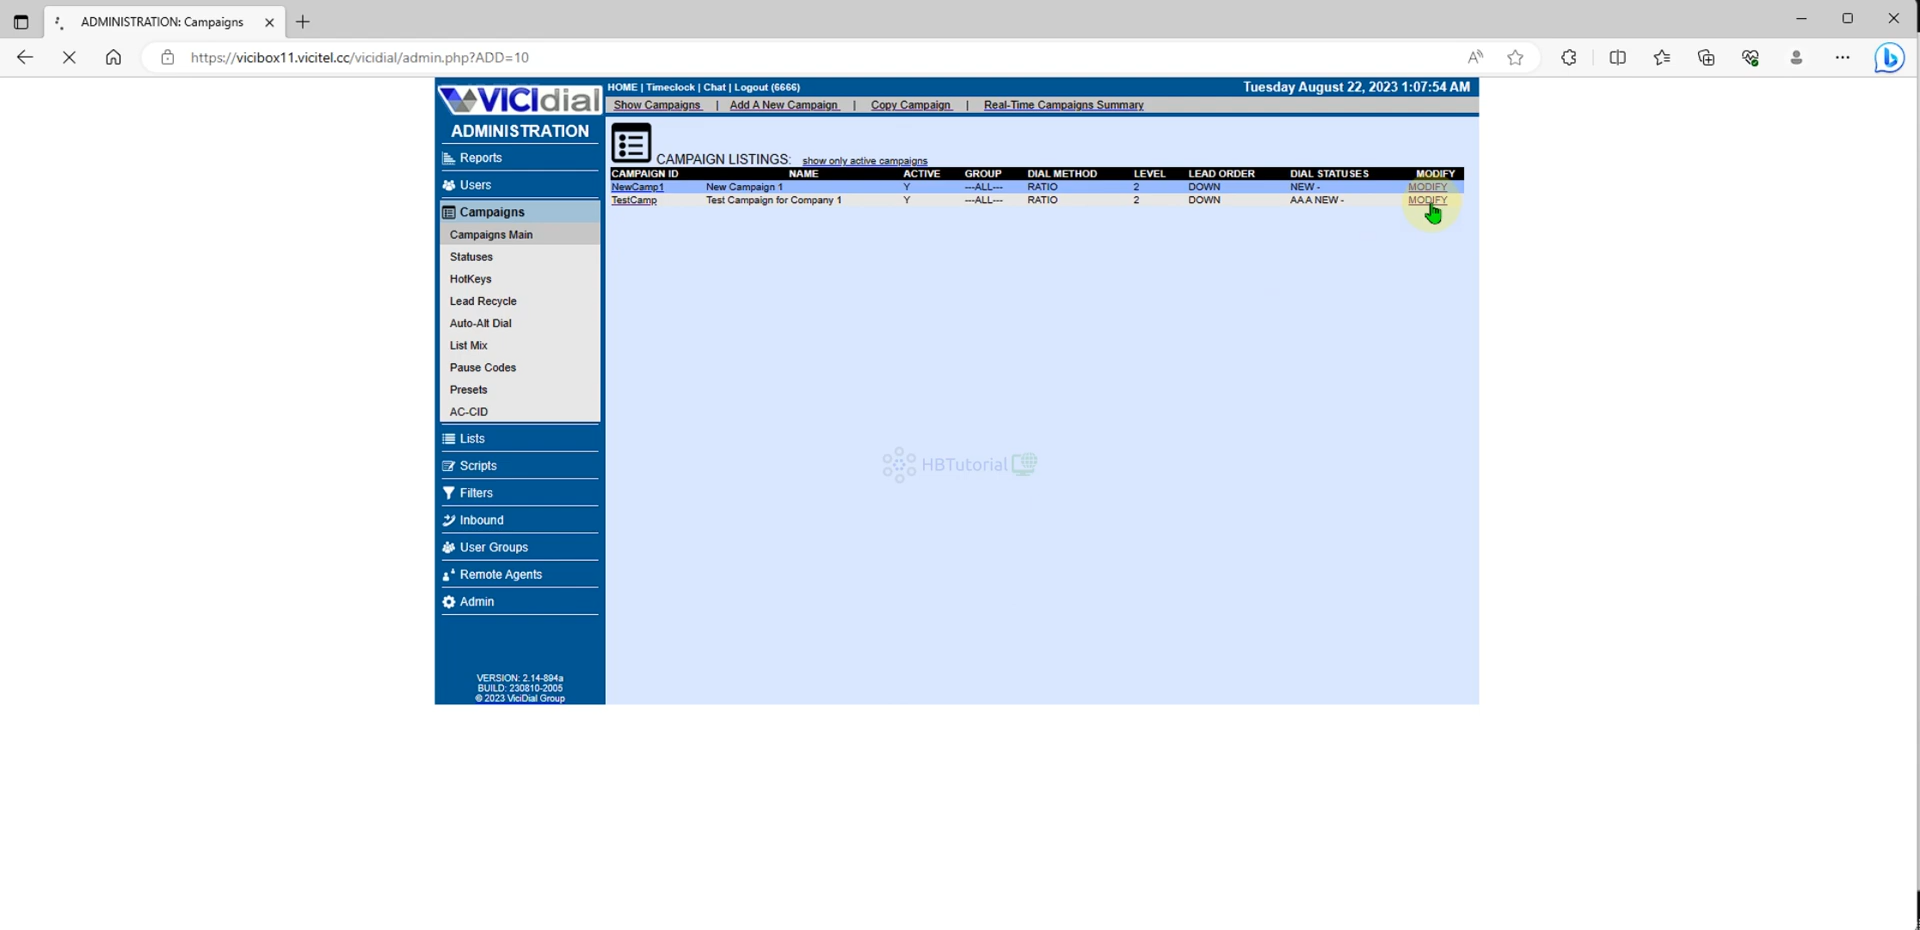 ADMINISTRATION: Campaigns
https://vicibox11.vicitel.cc/vicidial/admin.php?ADD=10
VICIdial
HOME | Timeclock | Chat | Logout (6666)
Tuesday August 22, 2023 1:07:54 AM
Show Campaigns | Add A New Campaign | Copy Campaign | Real-Time Campaigns Summary
ADMINISTRATION
Reports
Users
Campaigns
Campaigns Main
Statuses
HotKeys
Lead Recycle
Auto-Alt Dial
List Mix
Pause Codes
Presets
AC-CID
Lists
Scripts
Filters
Inbound
User Groups
Remote Agents
Admin
VERSION: 2.14-894a
BUILD: 230810-2005
© 2023 ViciDial Group
CAMPAIGN LISTINGS: show only active campaigns
CAMPAIGN ID NAME ACTIVE GROUP DIAL METHOD LEVEL LEAD ORDER DIAL STATUSES MODIFY
NewCamp1 New Campaign 1 Y ---ALL--- RATIO 2 DOWN NEW - MODIFY
TestCamp Test Campaign for Company 1 Y ---ALL--- RATIO 2 DOWN AA A NEW - MODIFY
HBTutorial